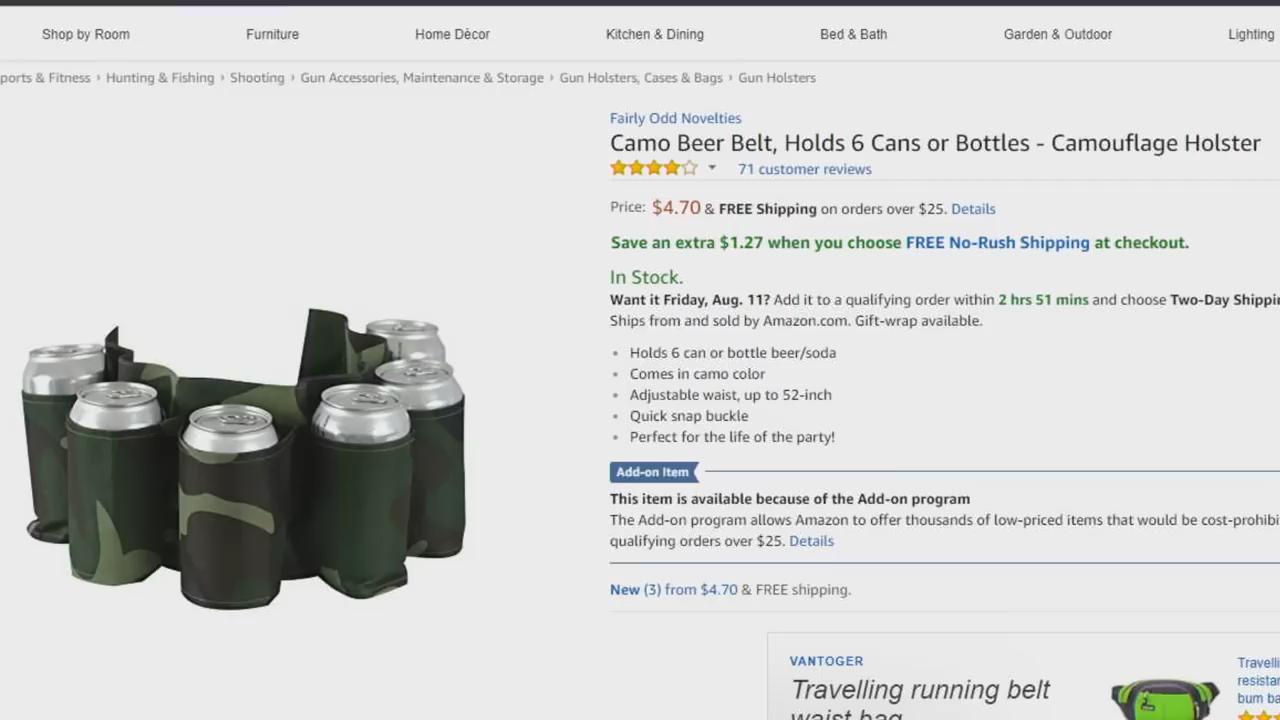 Shop by Room Furniture Home Décor Kitchen & Dining Bed & Bath Garden & Outdoor Lighting
ports & Fitness › Hunting & Fishing › Shooting › Gun Accessories, Maintenance & Storage › Gun Holsters, Cases & Bags › Gun Holsters
Fairly Odd Novelties
Camo Beer Belt, Holds 6 Cans or Bottles - Camouflage Holster
71 customer reviews
Price: $4.70 & FREE Shipping on orders over $25. Details
Save an extra $1.27 when you choose FREE No-Rush Shipping at checkout.
In Stock.
Want it Friday, Aug. 11? Add it to a qualifying order within 2 hrs 51 mins and choose Two-Day Shippin
Ships from and sold by Amazon.com. Gift-wrap available.
• Holds 6 can or bottle beer/soda
• Comes in camo color
• Adjustable waist, up to 52-inch
• Quick snap buckle
• Perfect for the life of the party!
Add-on Item
This item is available because of the Add-on program
The Add-on program allows Amazon to offer thousands of low-priced items that would be cost-prohibi
qualifying orders over $25. Details
New (3) from $4.70 & FREE shipping.
VANTOGER
Travelling running belt
waist bag
Travelli
resistan
bum ba